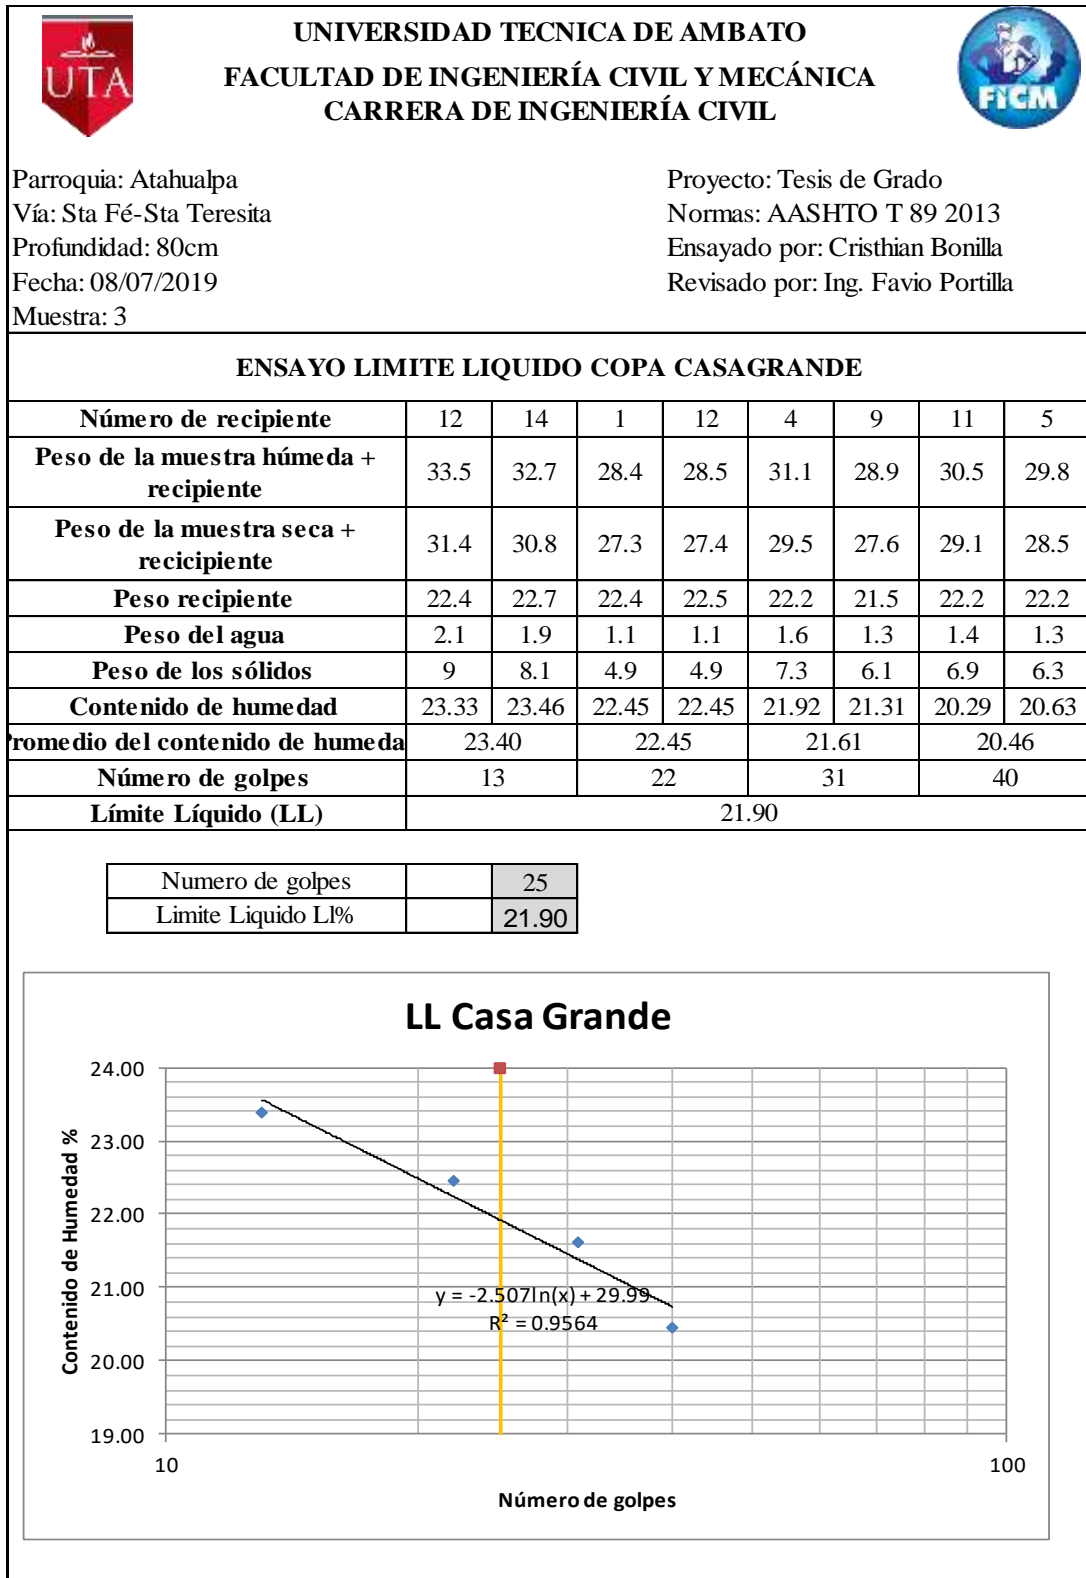 UTA
UNIVERSIDAD TECNICA DE AMBATO
FACULTAD DE INGENIERÍA CIVIL Y MECÁNICA
CARRERA DE INGENIERÍA CIVIL
FICM
Parroquia: Atahualpa
Vía: Sta Fé-Sta Teresita
Profundidad: 80cm
Fecha: 08/07/2019
Muestra: 3
Proyecto: Tesis de Grado
Normas: AASHTO T 89 2013
Ensayado por: Cristhian Bonilla
Revisado por: Ing. Favio Portilla
ENSAYO LIMITE LIQUIDO COPA CASAGRANDE
Número de recipiente 12 14 1 12 4 9 11 5
Peso de la muestra húmeda +
recipiente 33.5 32.7 28.4 28.5 31.1 28.9 30.5 29.8
Peso de la muestra seca +
recicipiente 31.4 30.8 27.3 27.4 29.5 27.6 29.1 28.5
Peso recipiente 22.4 22.7 22.4 22.5 22.2 21.5 22.2 22.2
Peso del agua 2.1 1.9 1.1 1.1 1.6 1.3 1.4 1.3
Peso de los sólidos 9 8.1 4.9 4.9 7.3 6.1 6.9 6.3
Contenido de humedad 23.33 23.46 22.45 22.45 21.92 21.31 20.29 20.63
Promedio del contenido de humeda 23.40 22.45 21.61 20.46
Número de golpes 13 22 31 40
Límite Líquido (LL) 21.90
Numero de golpes 25
Limite Liquido Ll% 21.90
LL Casa Grande
24.00
23.00
22.00
21.00
20.00
19.00
Contenido de Humedad %
y = -2.507ln(x) + 29.99
R² = 0.9564
10 100
Número de golpes